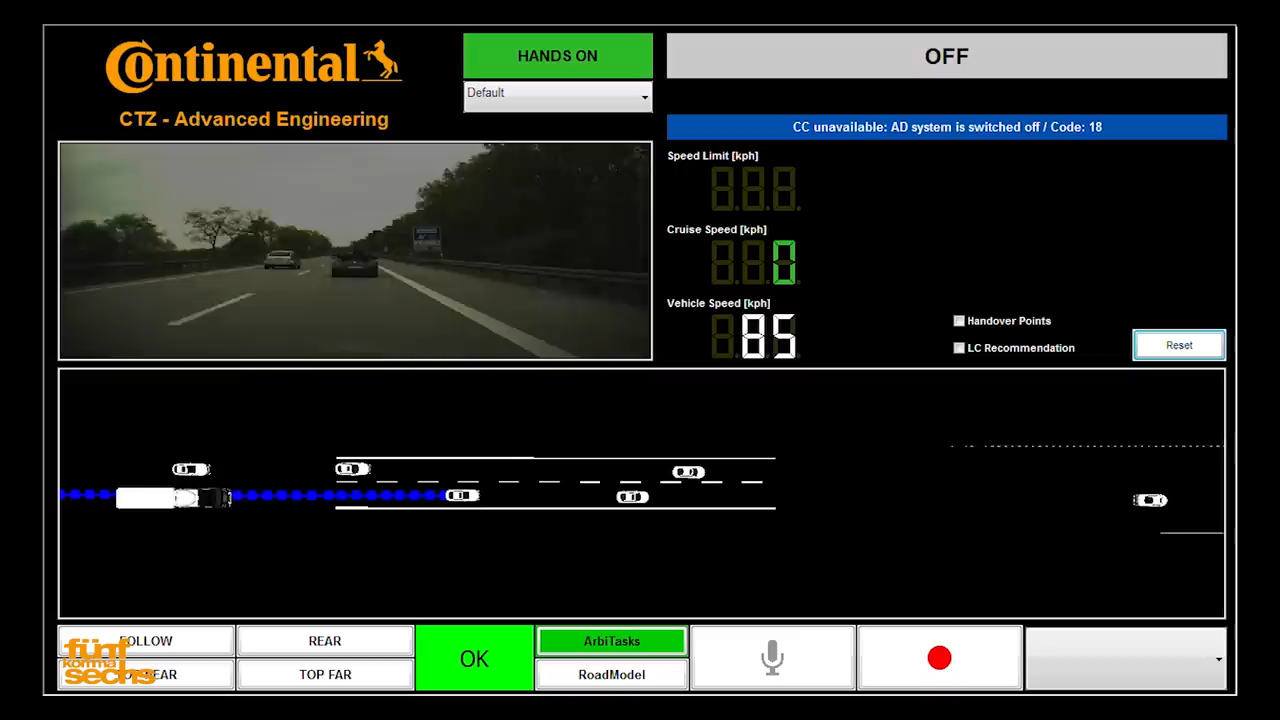 Continental
CTZ - Advanced Engineering
HANDS ON
Default
OFF
CC unavailable: AD system is switched off / Code: 18
Speed Limit [kph]
Cruise Speed [kph]
0
Vehicle Speed [kph]
85
Handover Points
LC Recommendation
Reset
FOLLOW
REAR
OK
ArbiTasks
EAR
TOP FAR
RoadModel
fünf
komma
sechs